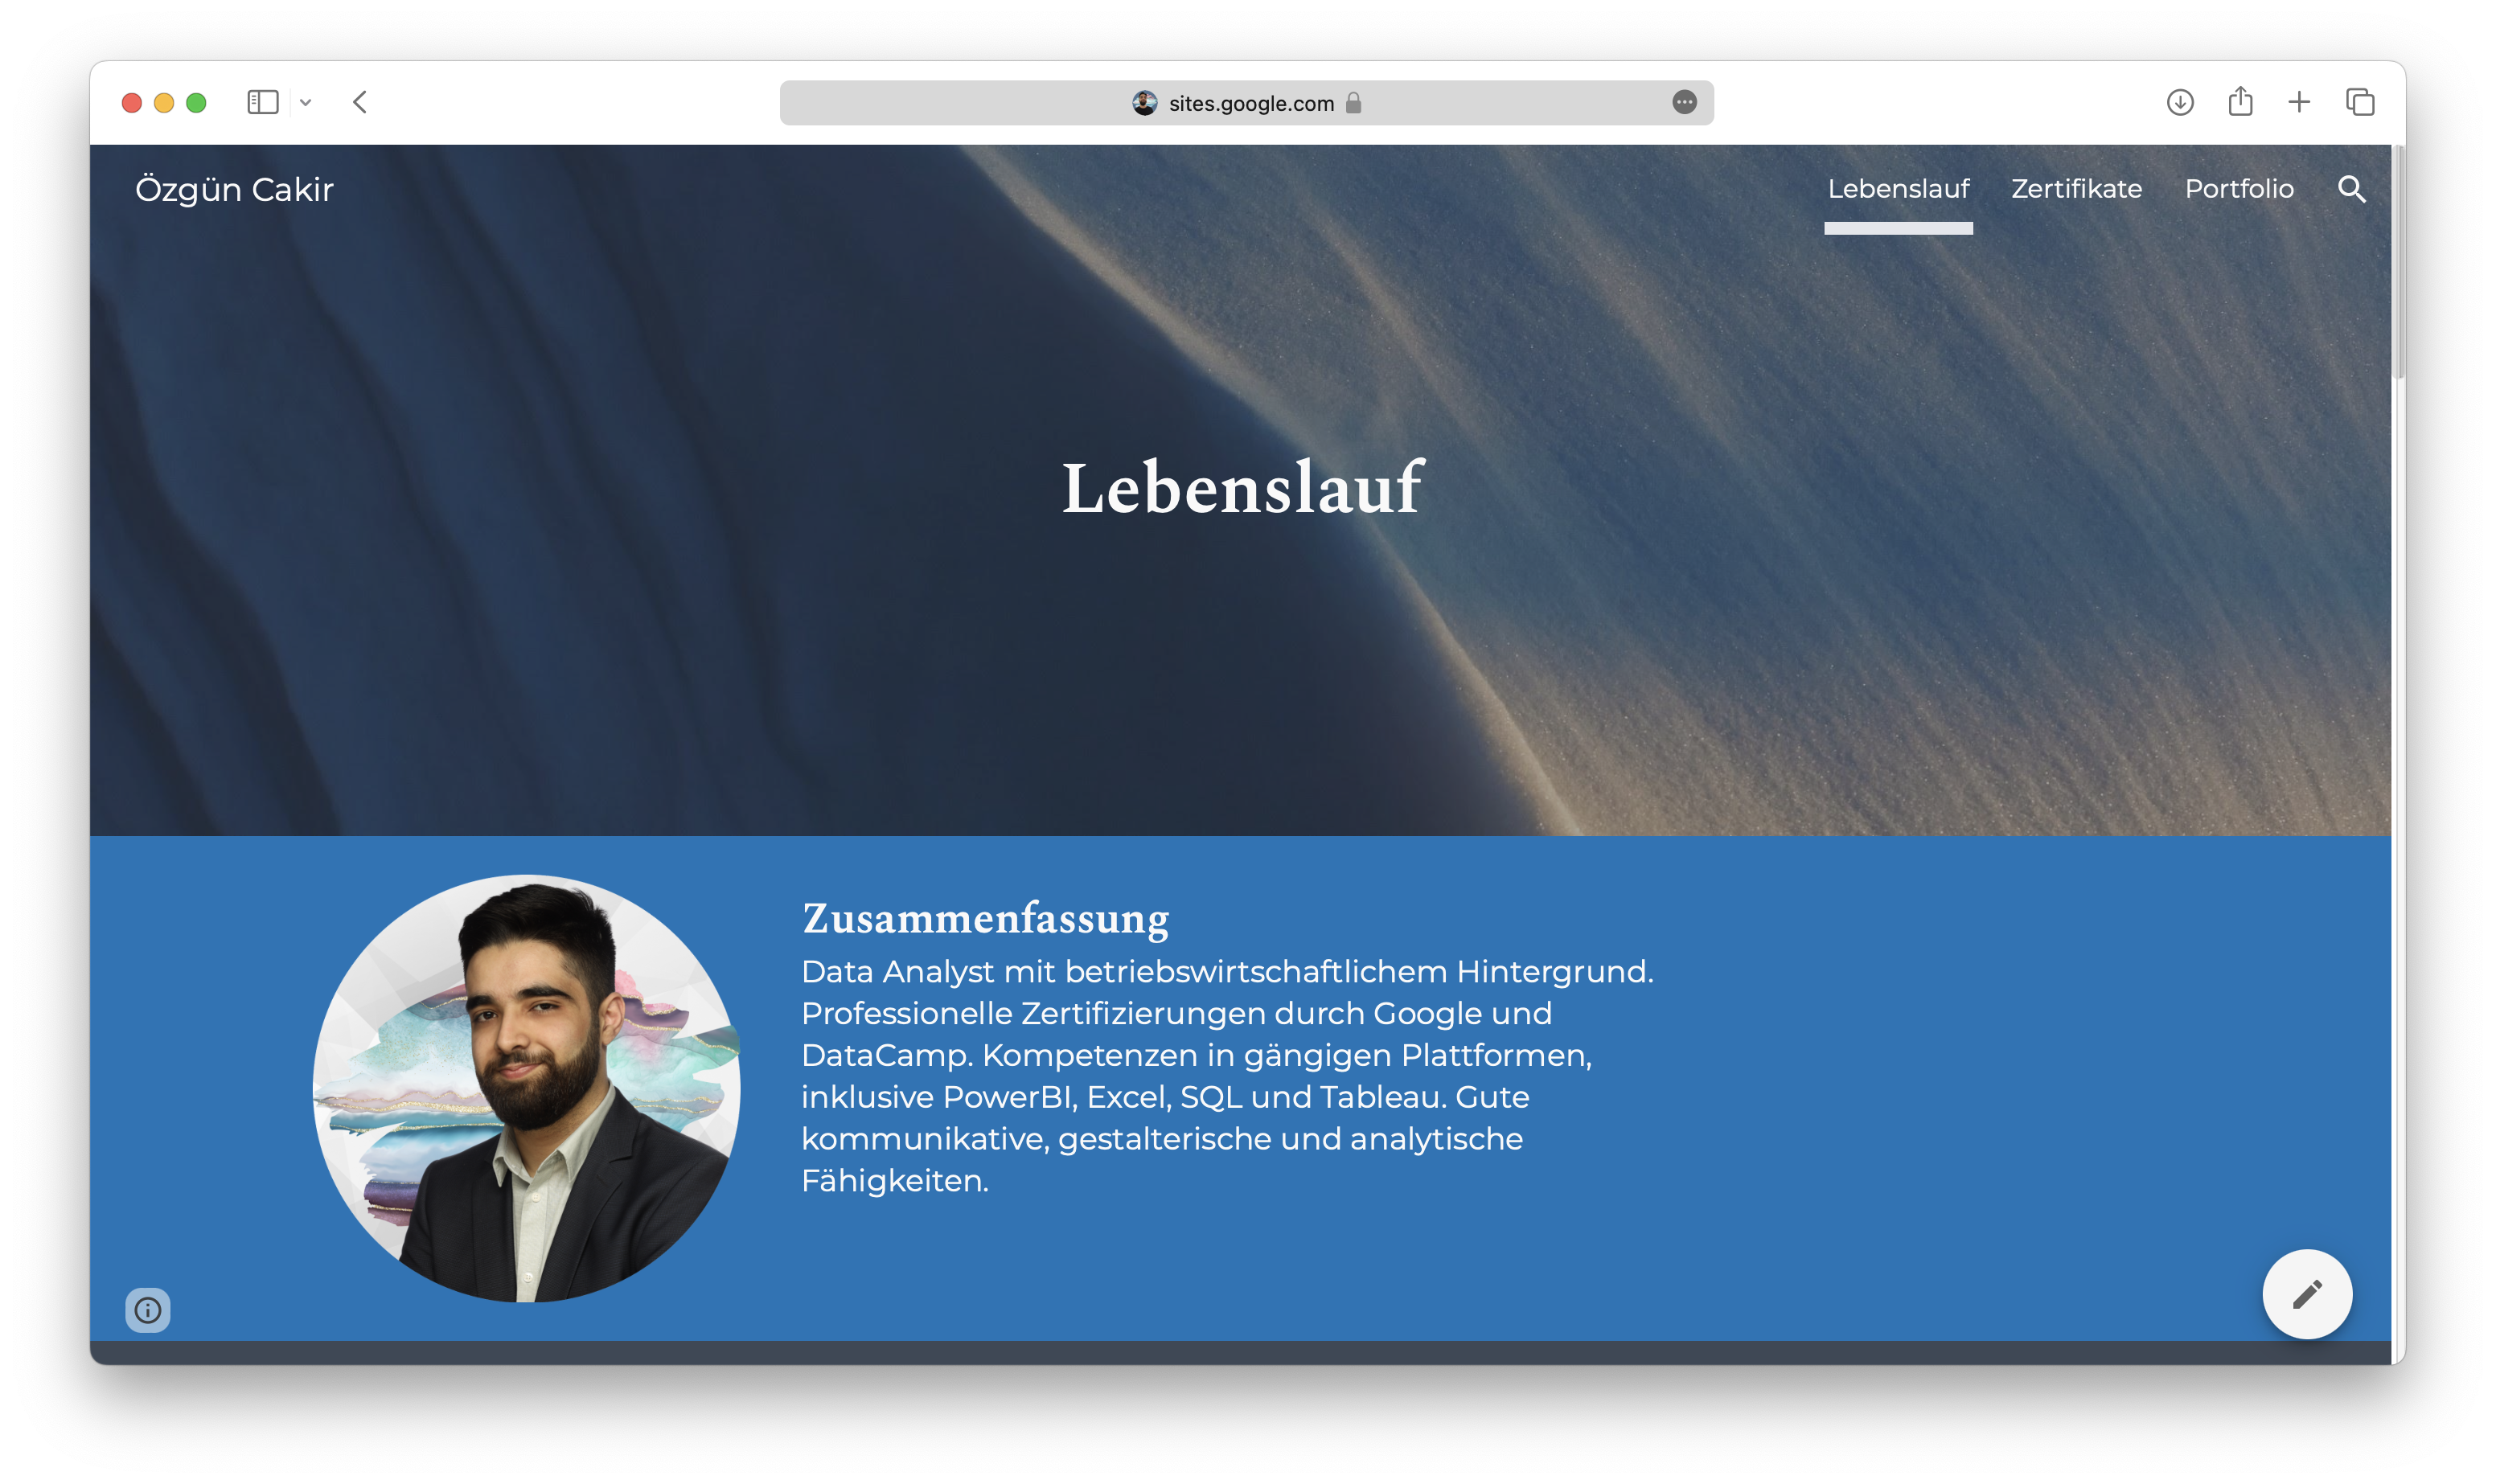 sites.google.com
Özgün Cakir
Lebenslauf
Zertifikate
Portfolio
Lebenslauf
Zusammenfassung
Data Analyst mit betriebswirtschaftlichem Hintergrund.
Professionelle Zertifizierungen durch Google und
DataCamp. Kompetenzen in gängigen Plattformen,
inklusive PowerBI, Excel, SQL und Tableau. Gute
kommunikative, gestalterische und analytische
Fähigkeiten.